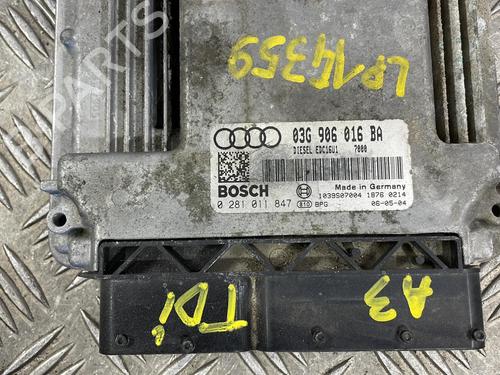 LP14359
03G 906 016 BA
DIESEL EDC16U1 7000
BOSCH
Made in Germany
1039S07004 1876 0214
0 281 011 847
810 BPG
06-05-04
TDi
A3